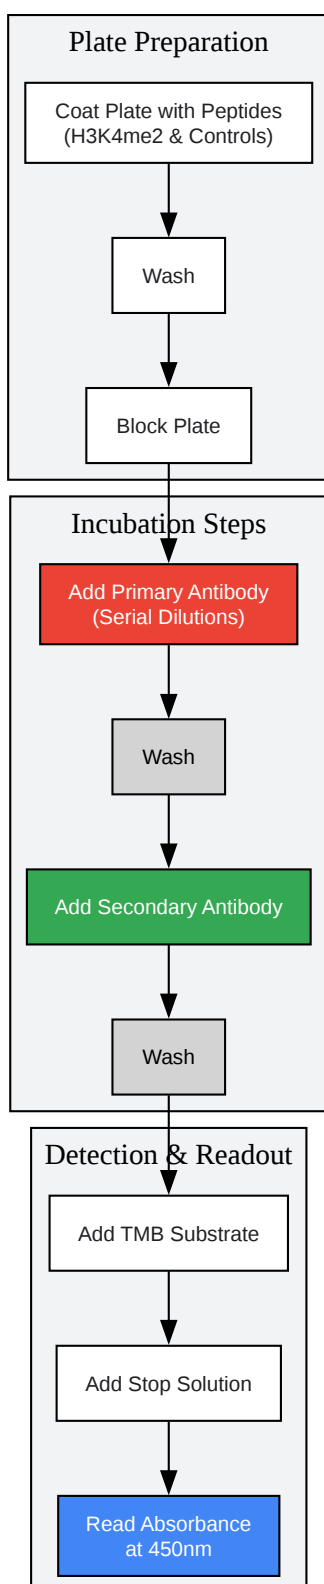 Plate Preparation
Coat Plate with Peptides
(H3K4me2 & Controls)
Wash
Block Plate
Incubation Steps
Add Primary Antibody
(Serial Dilutions)
Wash
Add Secondary Antibody
Wash
Detection & Readout
Add TMB Substrate
Add Stop Solution
Read Absorbance
at 450nm